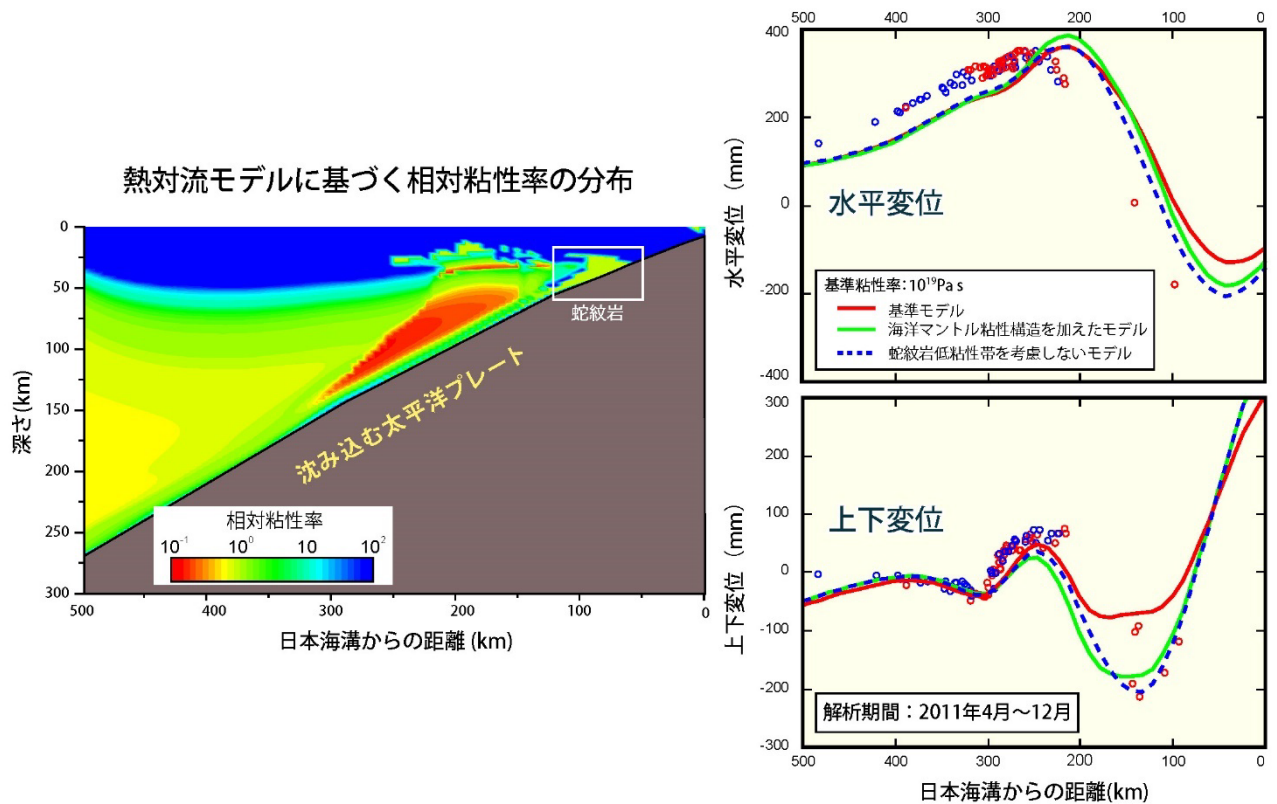 熱対流モデルに基づく相対粘性率の分布
0
50
100
150
200
250
300
深さ(km)
蛇紋岩
沈み込む太平洋プレート
相対粘性率
10⁻¹ 10⁰ 10 10²
500 400 300 200 100 0
日本海溝からの距離 (km)
500 400 300 200 100 0
400
200
0
-200
-400
水平変位 (mm)
水平変位
基準粘性率：10¹⁹Pa s
基準モデル
海洋マントル粘性構造を加えたモデル
蛇紋岩低粘性帯を考慮しないモデル
300
200
100
0
-100
-200
-300
上下変位 (mm)
上下変位
解析期間：2011年4月～12月
500 400 300 200 100 0
日本海溝からの距離(km)